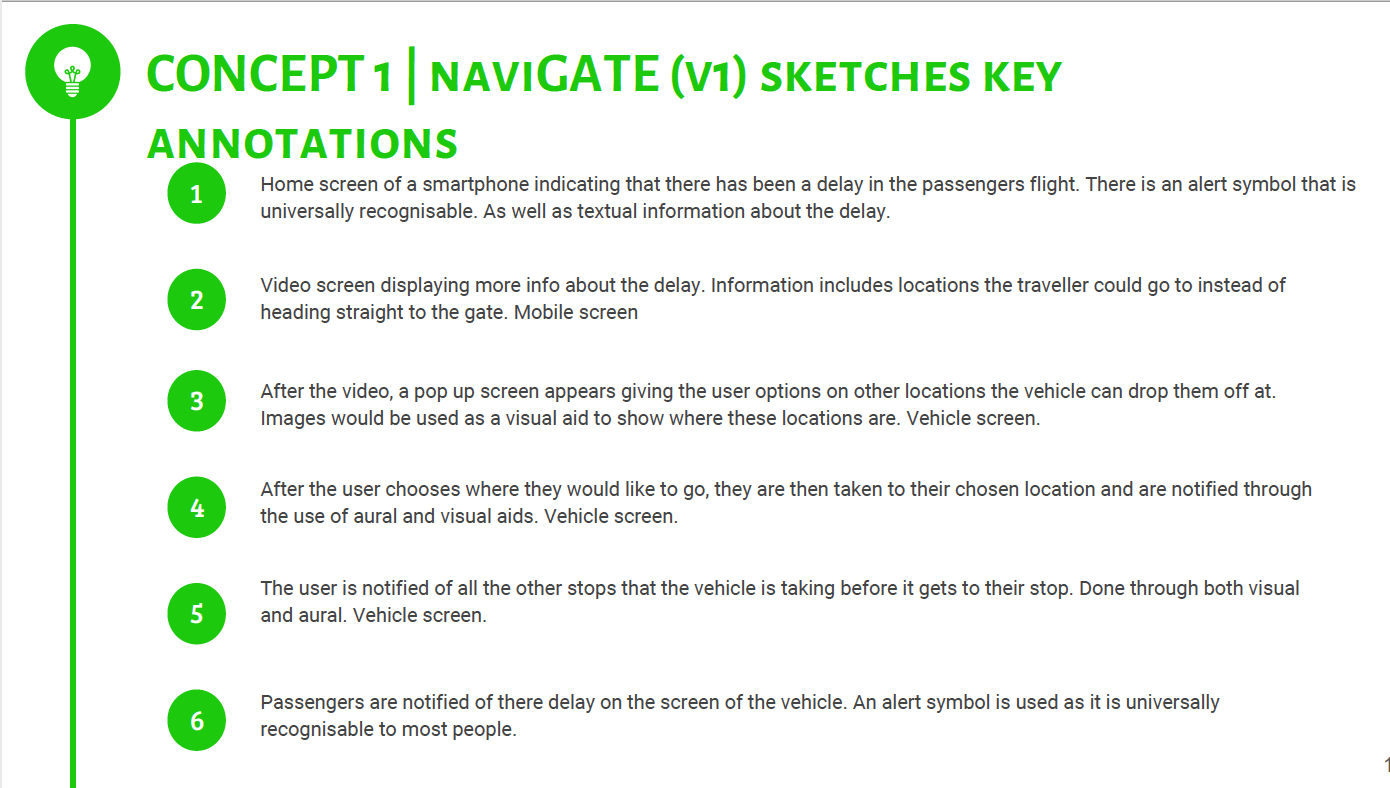 CONCEPT 1 | NAVIGATE (V1) SKETCHES KEY
ANNOTATIONS
1
Home screen of a smartphone indicating that there has been a delay in the passengers flight. There is an alert symbol that is
universally recognisable. As well as textual information about the delay.
2
Video screen displaying more info about the delay. Information includes locations the traveller could go to instead of
heading straight to the gate. Mobile screen
3
After the video, a pop up screen appears giving the user options on other locations the vehicle can drop them off at.
Images would be used as a visual aid to show where these locations are. Vehicle screen.
4
After the user chooses where they would like to go, they are then taken to their chosen location and are notified through
the use of aural and visual aids. Vehicle screen.
5
The user is notified of all the other stops that the vehicle is taking before it gets to their stop. Done through both visual
and aural. Vehicle screen.
6
Passengers are notified of there delay on the screen of the vehicle. An alert symbol is used as it is universally
recognisable to most people.